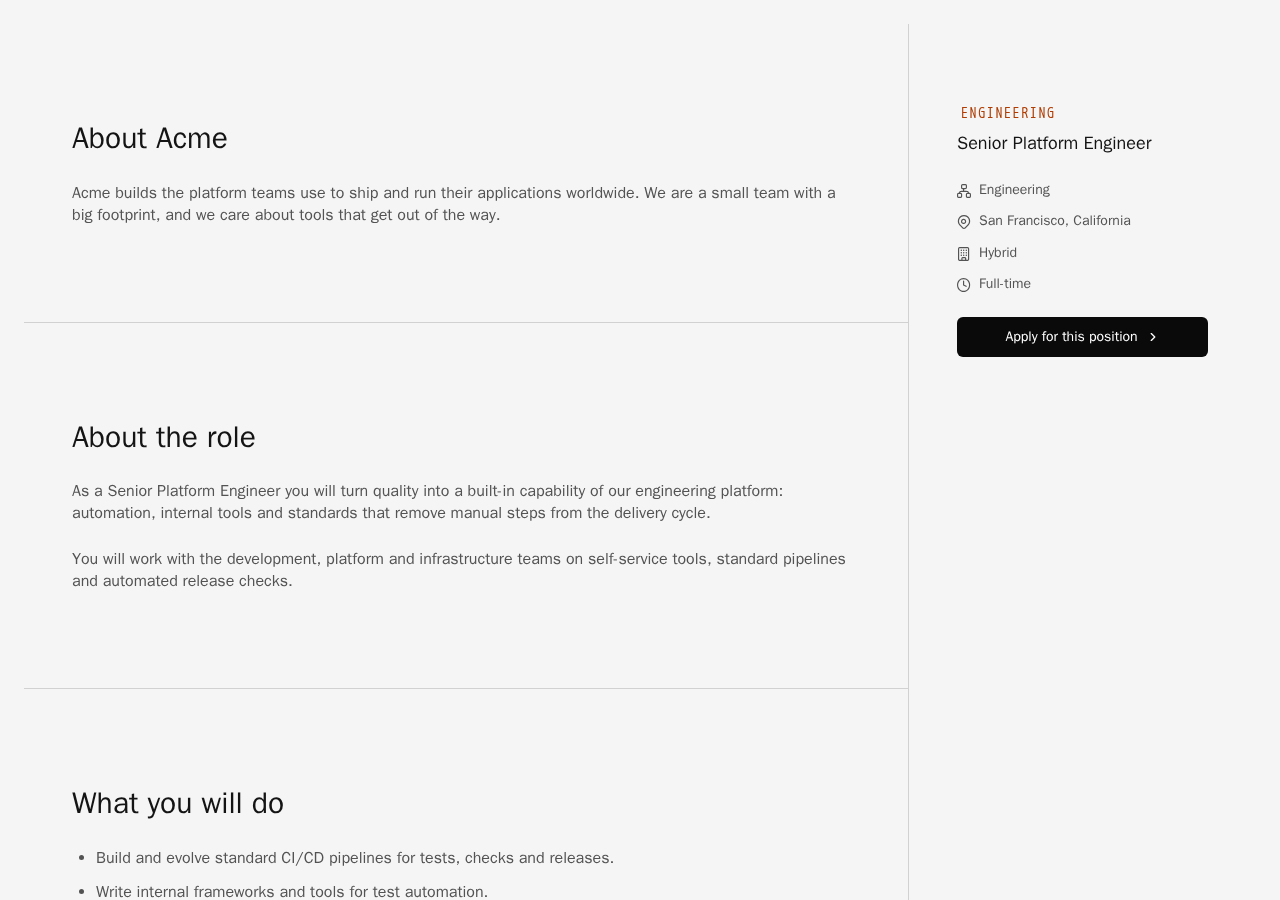 About Acme
Acme builds the platform teams use to ship and run their applications worldwide. We are a small team with a
big footprint, and we care about tools that get out of the way.
About the role
As a Senior Platform Engineer you will turn quality into a built-in capability of our engineering platform:
automation, internal tools and standards that remove manual steps from the delivery cycle.
You will work with the development, platform and infrastructure teams on self-service tools, standard pipelines
and automated release checks.
What you will do
• Build and evolve standard CI/CD pipelines for tests, checks and releases.
• Write internal frameworks and tools for test automation.
ENGINEERING
Senior Platform Engineer
Engineering
San Francisco, California
Hybrid
Full-time
Apply for this position